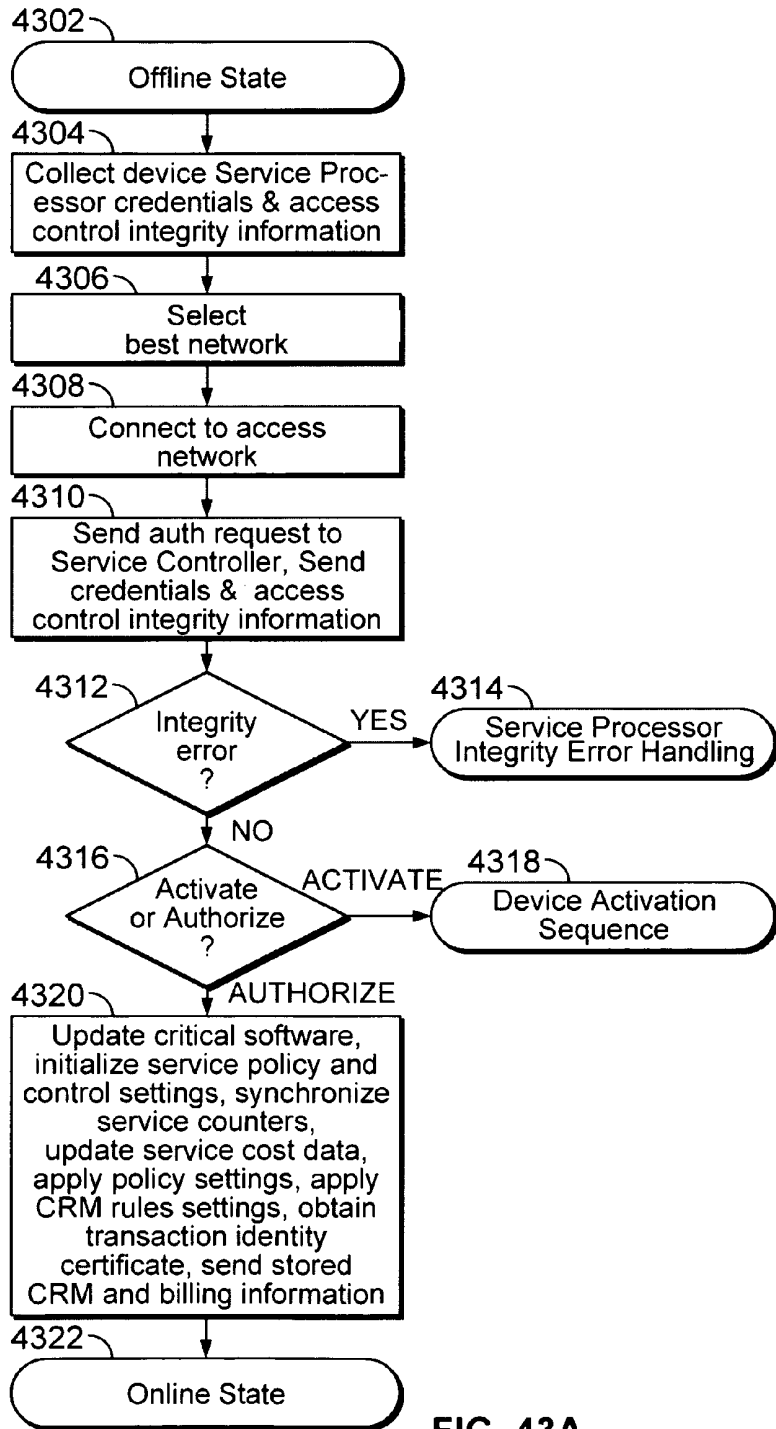 4302
Offline State
4304
Collect device Service Proc-
essor credentials & access
control integrity information
4306
Select
best network
4308
Connect to access
network
4310
Send auth request to
Service Controller, Send
credentials & access
control integrity information
4312
Integrity
error
?
YES
4314
Service Processor
Integrity Error Handling
NO
4316
Activate
or Authorize
?
ACTIVATE
4318
Device Activation
Sequence
AUTHORIZE
4320
Update critical software,
initialize service policy and
control settings, synchronize
service counters,
update service cost data,
apply policy settings, apply
CRM rules settings, obtain
transaction identity
certificate, send stored
CRM and billing information
4322
Online State
FIG. 43A